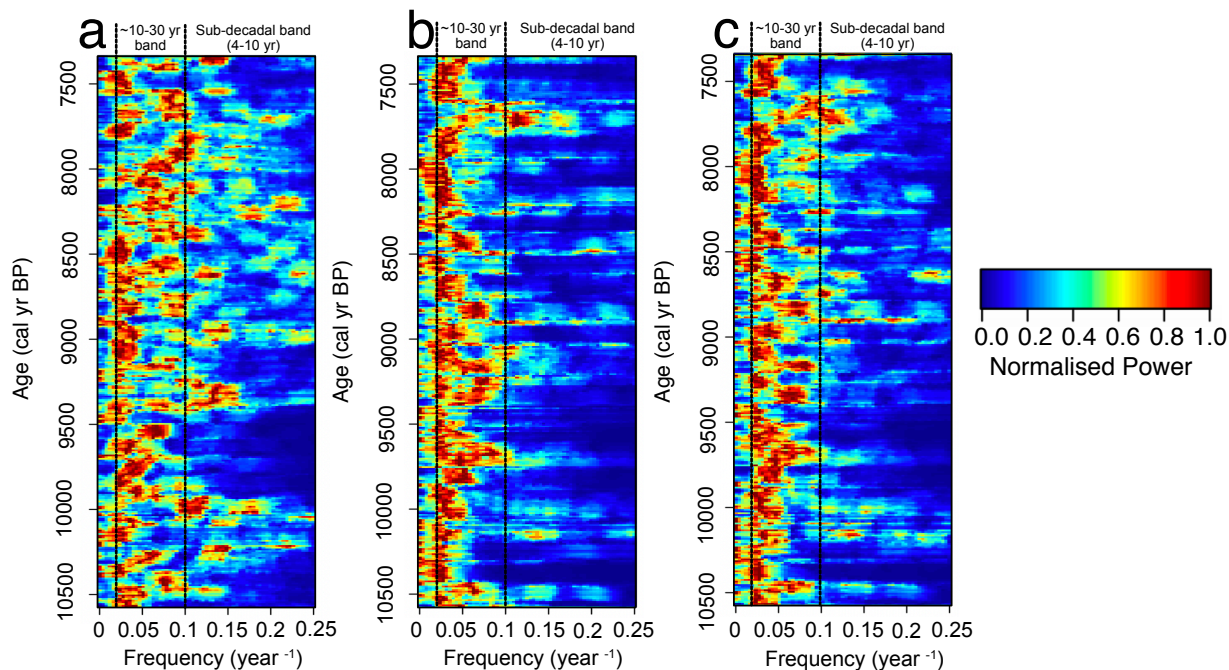 a
~10-30 yr
band
Sub-decadal band
(4-10 yr)
Age (cal yr BP)
7500
8000
8500
9000
9500
10000
10500
0 0.05 0.1 0.15 0.2 0.25
Frequency (year -1)
b
~10-30 yr
band
Sub-decadal band
(4-10 yr)
Age (cal yr BP)
7500
8000
8500
9000
9500
10000
10500
0 0.05 0.1 0.15 0.2 0.25
Frequency (year -1)
c
~10-30 yr
band
Sub-decadal band
(4-10 yr)
Age (cal yr BP)
7500
8000
8500
9000
9500
10000
10500
0 0.05 0.1 0.15 0.2 0.25
Frequency (year -1)
0.0 0.2 0.4 0.6 0.8 1.0
Normalised Power